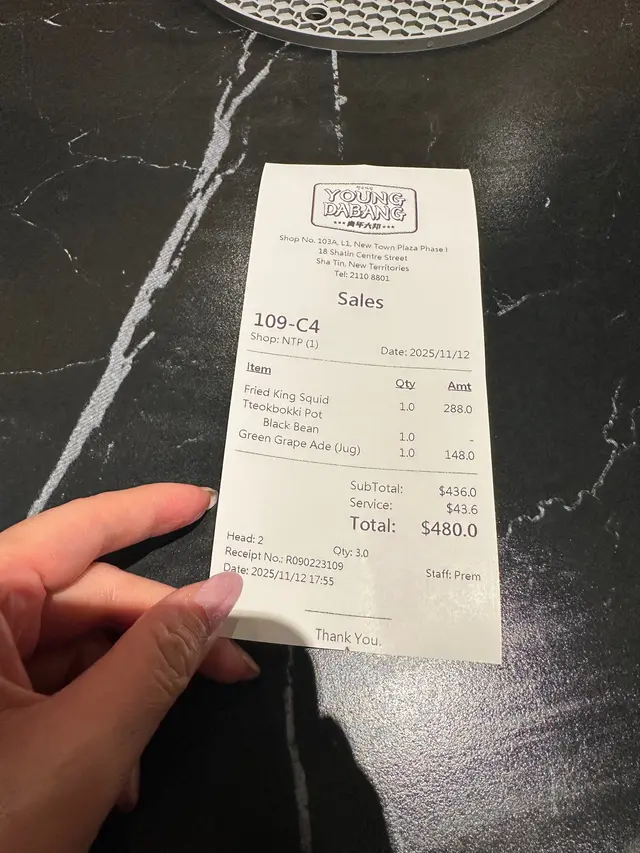 YOUNG
DABANG
青年大邦
Shop No. 103A, L1, New Town Plaza Phase I
18 Shatin Centre Street
Sha Tin, New Territories
Tel: 2110 8801
Sales
109-C4
Shop: NTP (1)
Date: 2025/11/12
Item Qty Amt
Fried King Squid 1.0 288.0
Tteokbokki Pot
Black Bean 1.0 -
Green Grape Ade (Jug) 1.0 148.0
SubTotal: $436.0
Service: $43.6
Total: $480.0
Head: 2 Qty: 3.0
Receipt No.: R090223109 Staff: Prem
Date: 2025/11/12 17:55
Thank You.